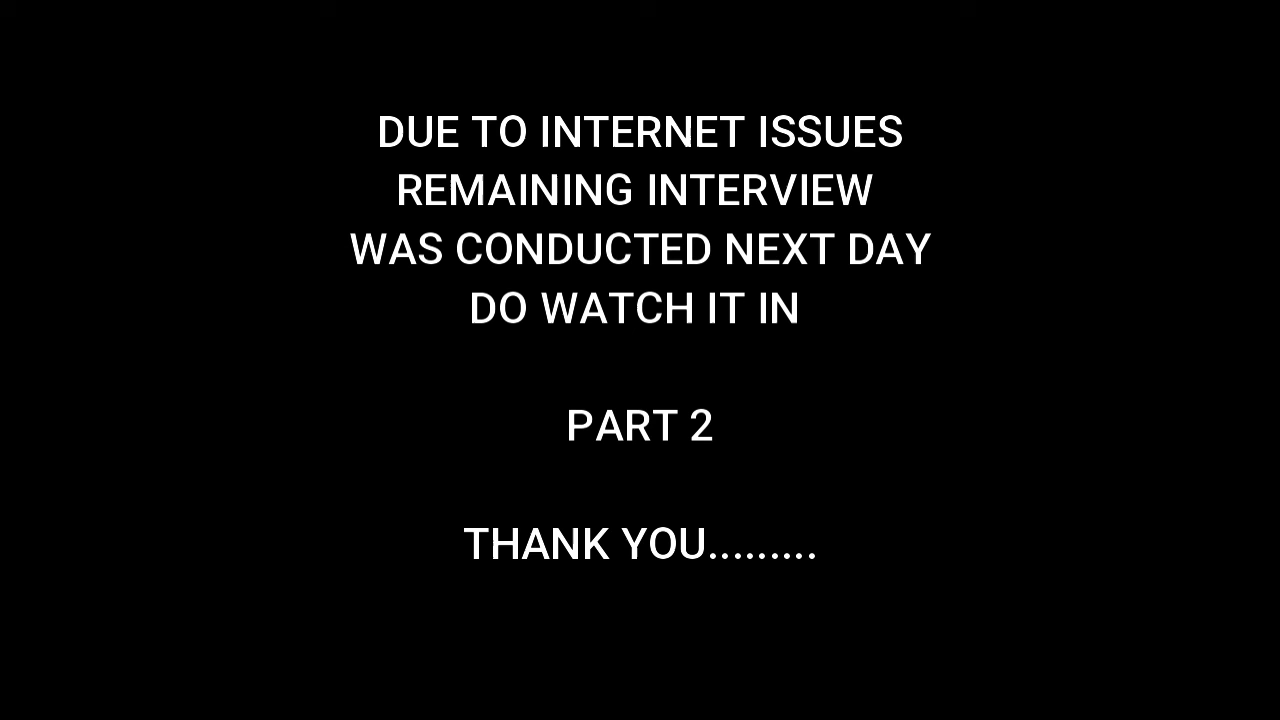 DUE TO INTERNET ISSUES
REMAINING INTERVIEW
WAS CONDUCTED NEXT DAY
DO WATCH IT IN
PART 2
THANK YOU.........